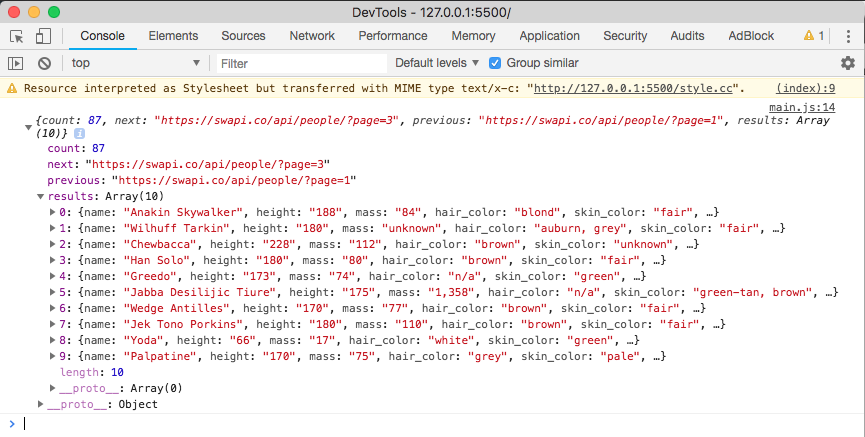 DevTools - 127.0.0.1:5500/
Console Elements Sources Network Performance Memory Application Security Audits AdBlock 1
top Filter Default levels Group similar
Resource interpreted as Stylesheet but transferred with MIME type text/x-c: "http://127.0.0.1:5500/style.cc". (index):9
main.js:14
{count: 87, next: "https://swapi.co/api/people/?page=3", previous: "https://swapi.co/api/people/?page=1", results: Array
(10)} i
count: 87
next: "https://swapi.co/api/people/?page=3"
previous: "https://swapi.co/api/people/?page=1"
results: Array(10)
0: {name: "Anakin Skywalker", height: "188", mass: "84", hair_color: "blond", skin_color: "fair", …}
1: {name: "Wilhuff Tarkin", height: "180", mass: "unknown", hair_color: "auburn, grey", skin_color: "fair", …}
2: {name: "Chewbacca", height: "228", mass: "112", hair_color: "brown", skin_color: "unknown", …}
3: {name: "Han Solo", height: "180", mass: "80", hair_color: "brown", skin_color: "fair", …}
4: {name: "Greedo", height: "173", mass: "74", hair_color: "n/a", skin_color: "green", …}
5: {name: "Jabba Desilijic Tiure", height: "175", mass: "1,358", hair_color: "n/a", skin_color: "green-tan, brown", …}
6: {name: "Wedge Antilles", height: "170", mass: "77", hair_color: "brown", skin_color: "fair", …}
7: {name: "Jek Tono Porkins", height: "180", mass: "110", hair_color: "brown", skin_color: "fair", …}
8: {name: "Yoda", height: "66", mass: "17", hair_color: "white", skin_color: "green", …}
9: {name: "Palpatine", height: "170", mass: "75", hair_color: "grey", skin_color: "pale", …}
length: 10
__proto__: Array(0)
__proto__: Object